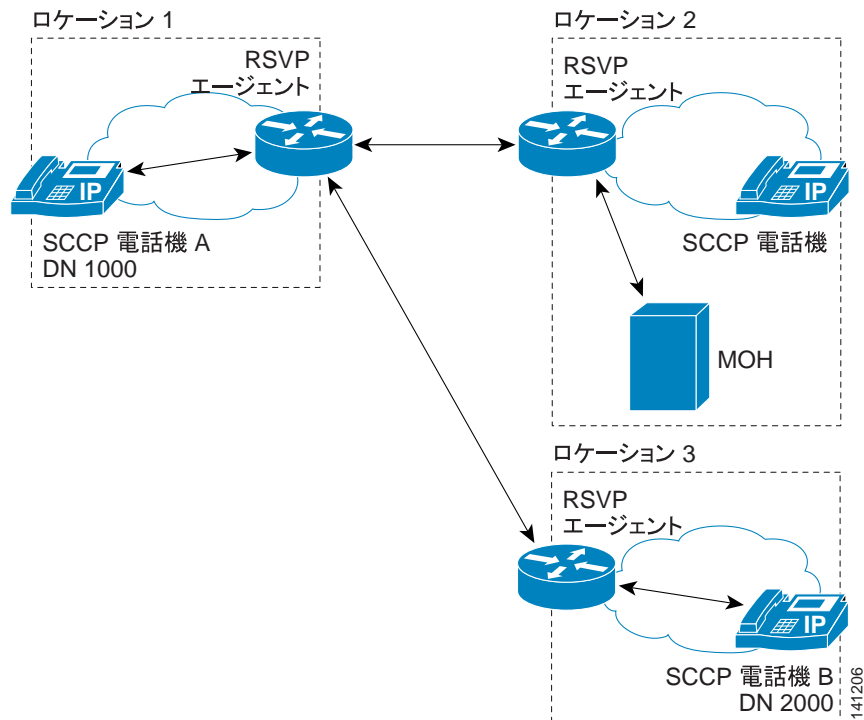 ロケーション 1
RSVP
エージェント
IP
SCCP 電話機 A
DN 1000
ロケーション 2
RSVP
エージェント
IP
SCCP 電話機
MOH
ロケーション 3
RSVP
エージェント
IP
SCCP 電話機 B
DN 2000
141206